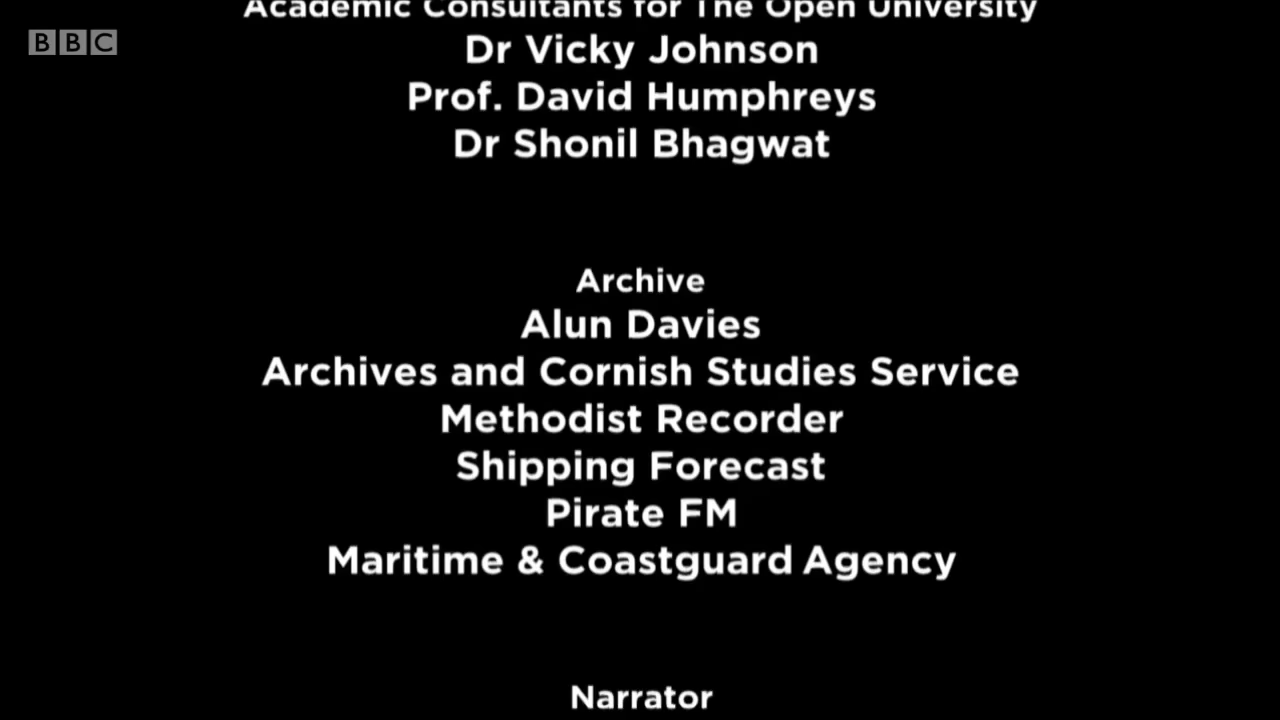 Academic Consultants for The Open University
BBC
Dr Vicky Johnson
Prof. David Humphreys
Dr Shonil Bhagwat
Archive
Alun Davies
Archives and Cornish Studies Service
Methodist Recorder
Shipping Forecast
Pirate FM
Maritime & Coastguard Agency
Narrator